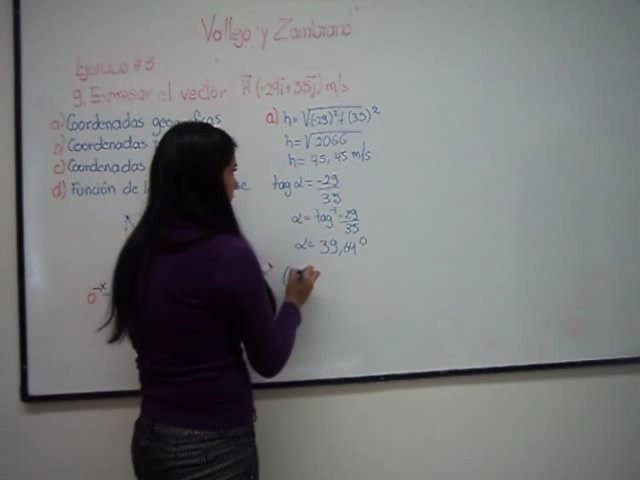 Vallejo y Zambrano
Ejercicio #3
9. Expresar el vector H (-29i+35j) m/s
a) Coordenadas geográficas
b) Coordenadas
c) Coordenadas
d) Función de
a) h=√(-29)²+(35)²
h=√2066
h= 45,45 m/s
tag α= -29/35
α= tag⁻¹ -29/35
α= 39,64°
N
-x
O